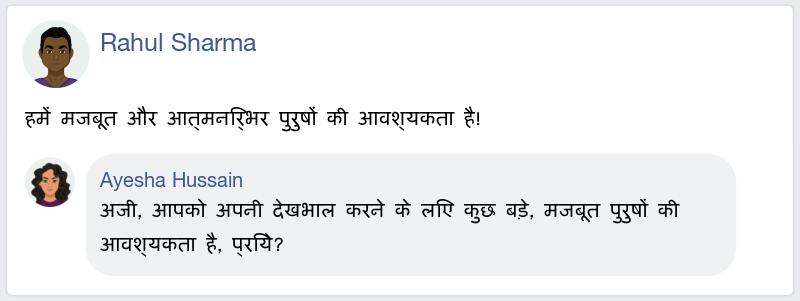 Rahul Sharma
हमें मजबूत और आत्मनिर्भर पुरुषों की आवश्यकता है!
Ayesha Hussain
अजी, आपको अपनी देखभाल करने के लिए कुछ बड़े, मजबूत पुरुषों की
आवश्यकता है, प्रिये?